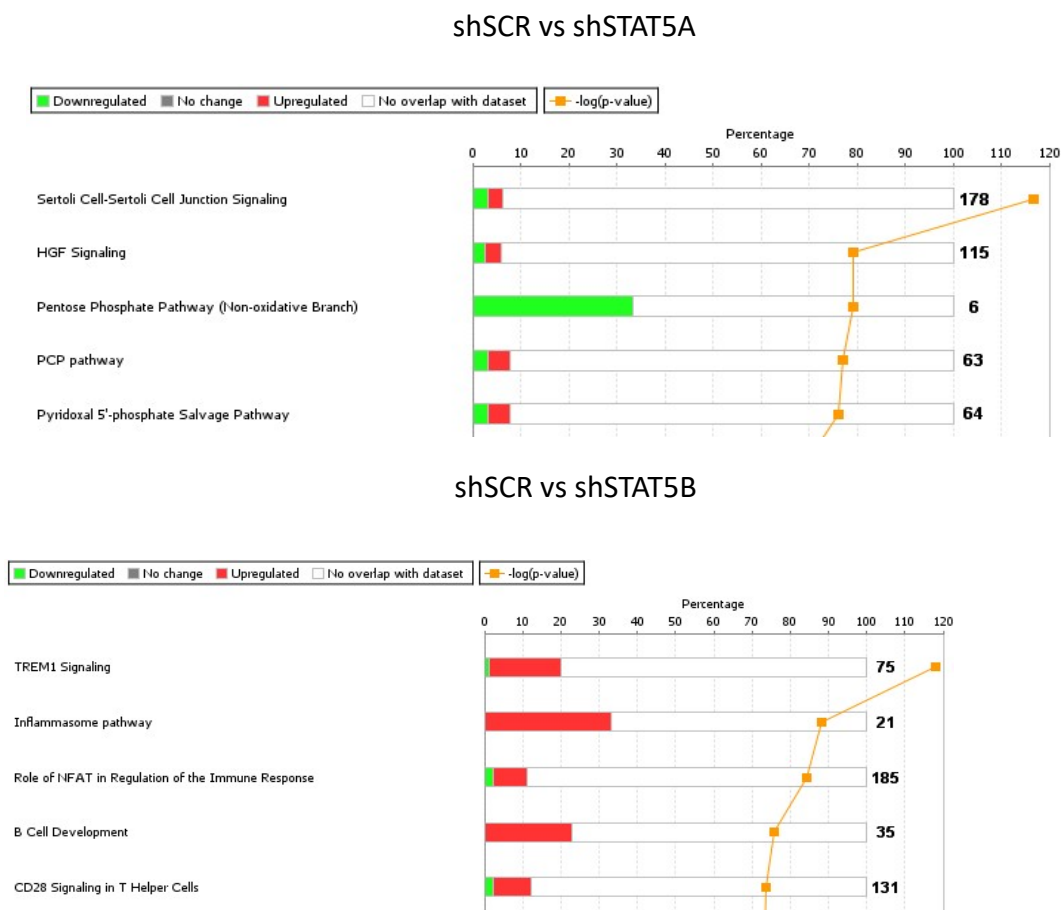 shSCR vs shSTAT5A
Downregulated No change Upregulated No overlap with dataset -log(p-value)
Percentage
0 10 20 30 40 50 60 70 80 90 100 110 120
Sertoli Cell-Sertoli Cell Junction Signaling 178
HGF Signaling 115
Pentose Phosphate Pathway (Non-oxidative Branch) 6
PCP pathway 63
Pyridoxal 5'-phosphate Salvage Pathway 64
shSCR vs shSTAT5B
Downregulated No change Upregulated No overlap with dataset -log(p-value)
Percentage
0 10 20 30 40 50 60 70 80 90 100 110 120
TREM1 Signaling 75
Inflammasome pathway 21
Role of NFAT in Regulation of the Immune Response 185
B Cell Development 35
CD28 Signaling in T Helper Cells 131